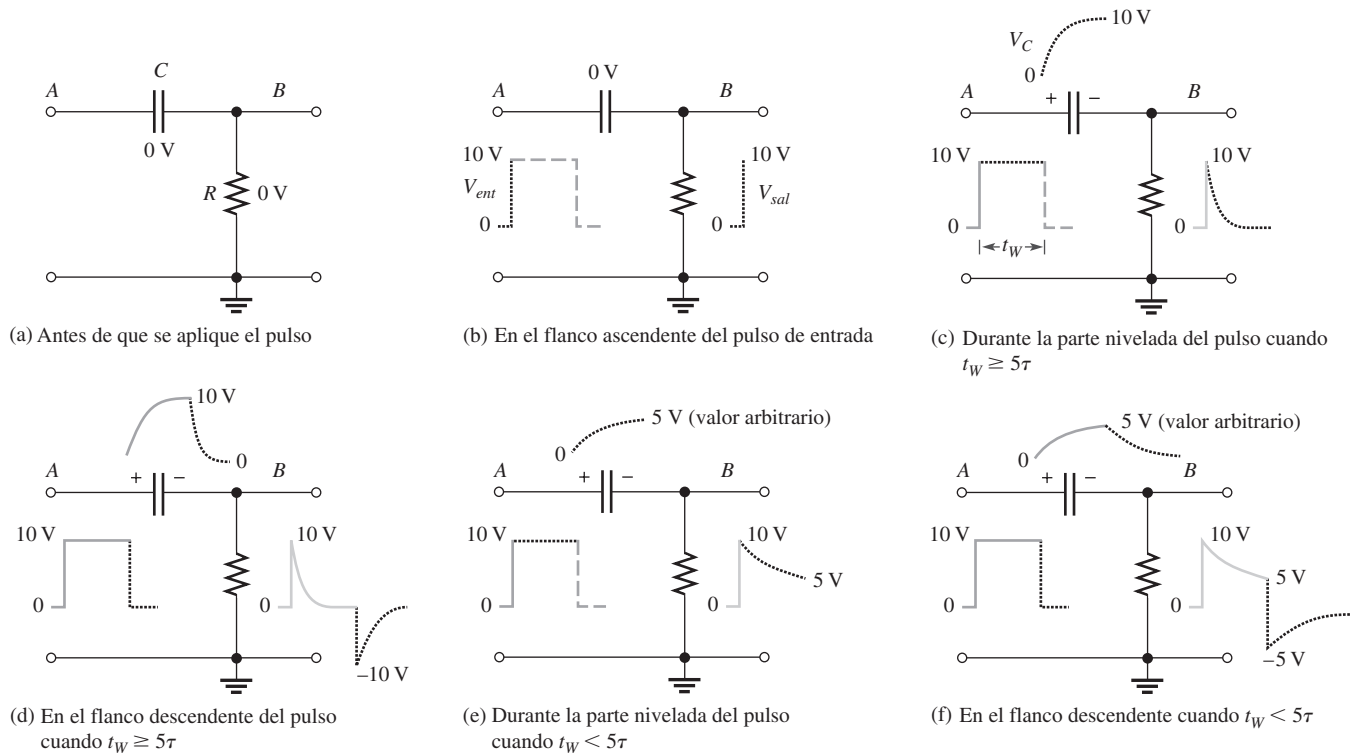 A
C
B
0 V
R
0 V
(a) Antes de que se aplique el pulso
0 V
A
B
10 V
V_ent
0
10 V
V_sal
0
(b) En el flanco ascendente del pulso de entrada
10 V
V_C
0
A
+
−
B
10 V
0
t_W
10 V
0
(c) Durante la parte nivelada del pulso cuando
t_W ≥ 5τ
10 V
0
A
+
−
B
10 V
0
10 V
0
−10 V
(d) En el flanco descendente del pulso
cuando t_W ≥ 5τ
5 V (valor arbitrario)
0
A
+
−
B
10 V
0
10 V
5 V
0
(e) Durante la parte nivelada del pulso
cuando t_W < 5τ
5 V (valor arbitrario)
0
A
+
−
B
10 V
0
10 V
5 V
0
−5 V
(f) En el flanco descendente cuando t_W < 5τ